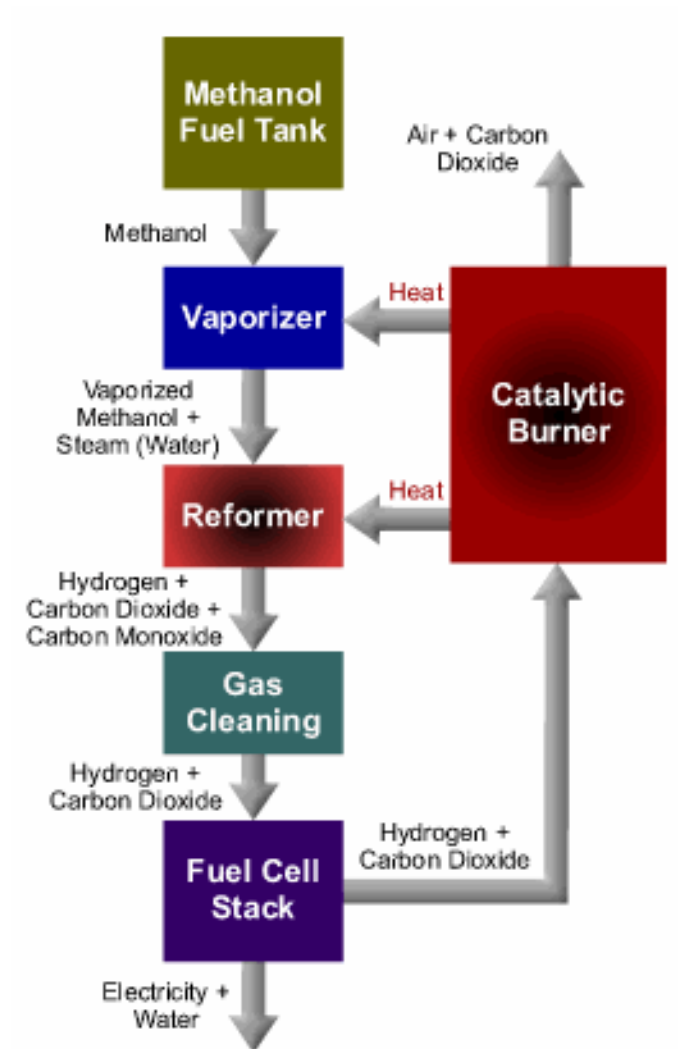 Methanol
Fuel Tank
Air + Carbon
Dioxide
Methanol
Heat
Vaporizer
Catalytic
Burner
Vaporized
Methanol +
Steam (Water)
Heat
Reformer
Hydrogen +
Carbon Dioxide +
Carbon Monoxide
Gas
Cleaning
Hydrogen +
Carbon Dioxide
Hydrogen +
Carbon Dioxide
Fuel Cell
Stack
Electricity +
Water